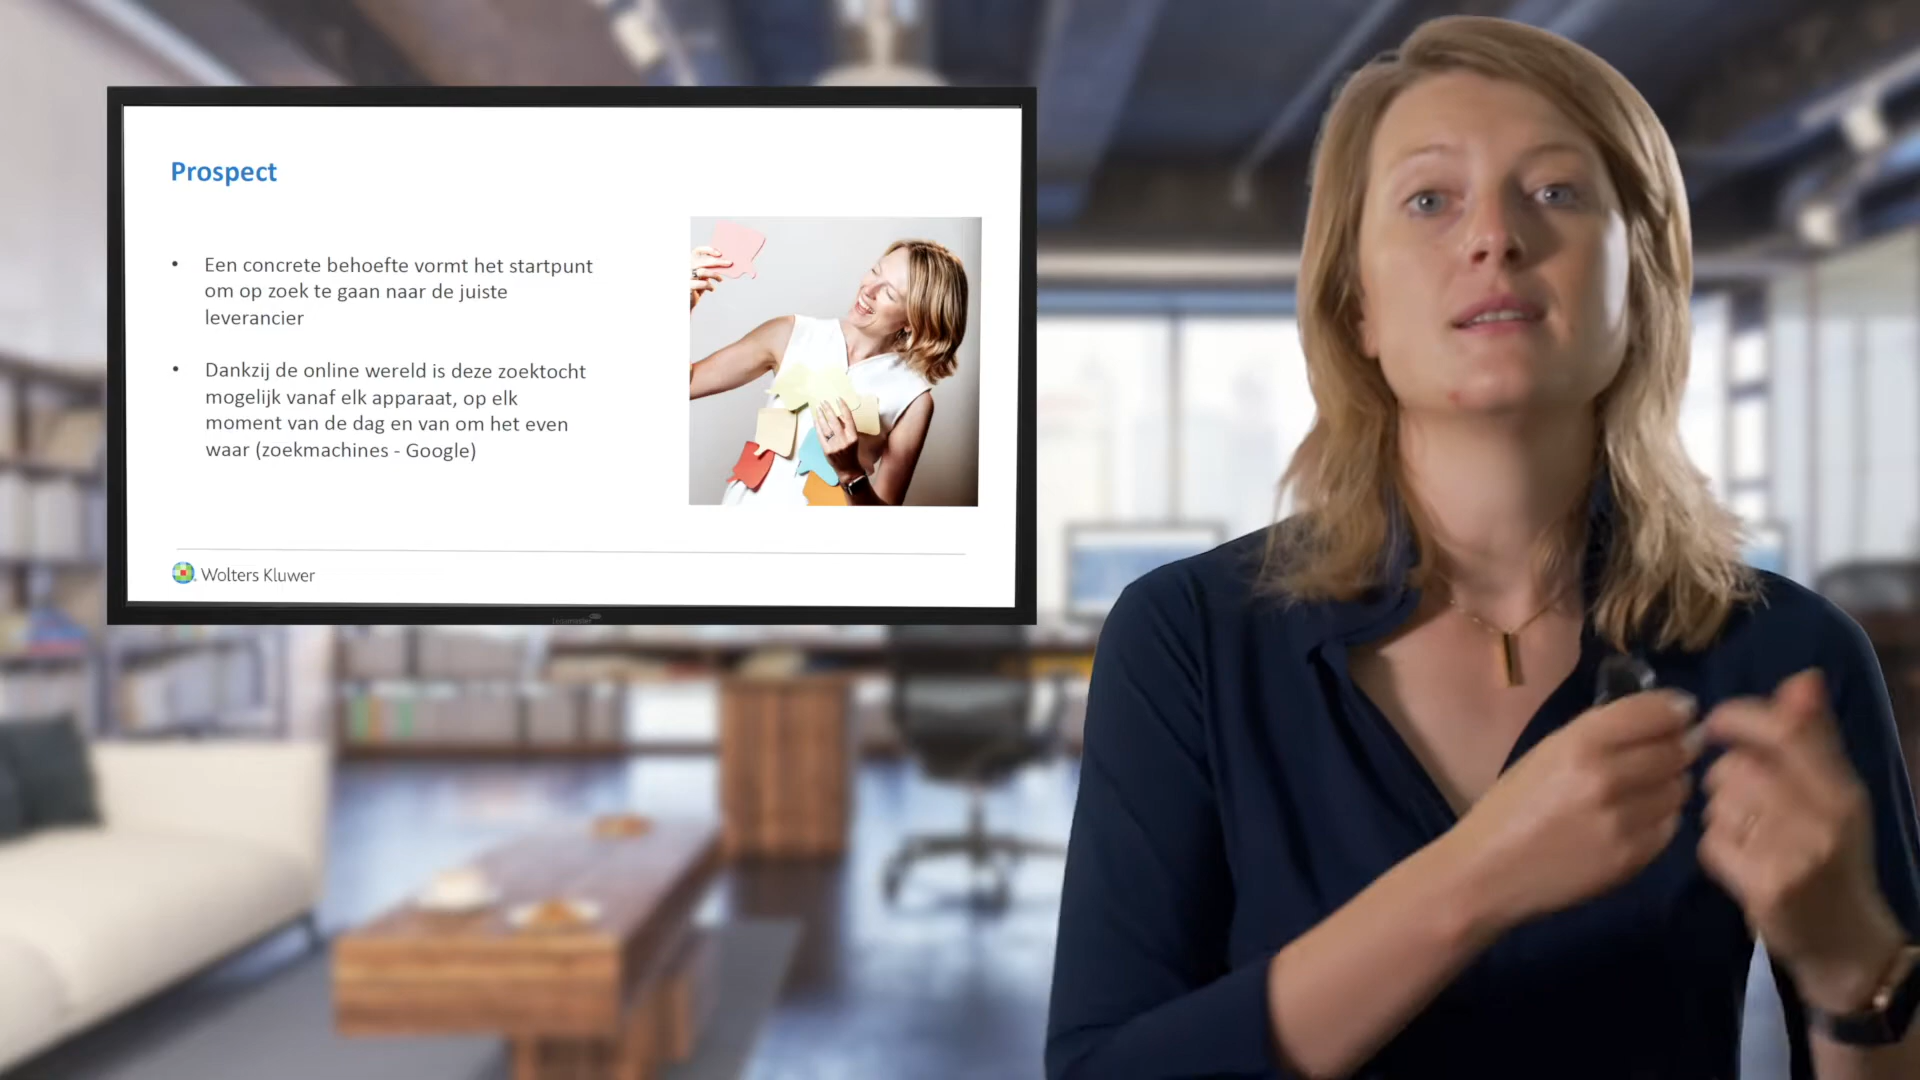 Prospect
• Een concrete behoefte vormt het startpunt
om op zoek te gaan naar de juiste
leverancier
• Dankzij de online wereld is deze zoektocht
mogelijk vanaf elk apparaat, op elk
moment van de dag en van om het even
waar (zoekmachines - Google)
Wolters Kluwer